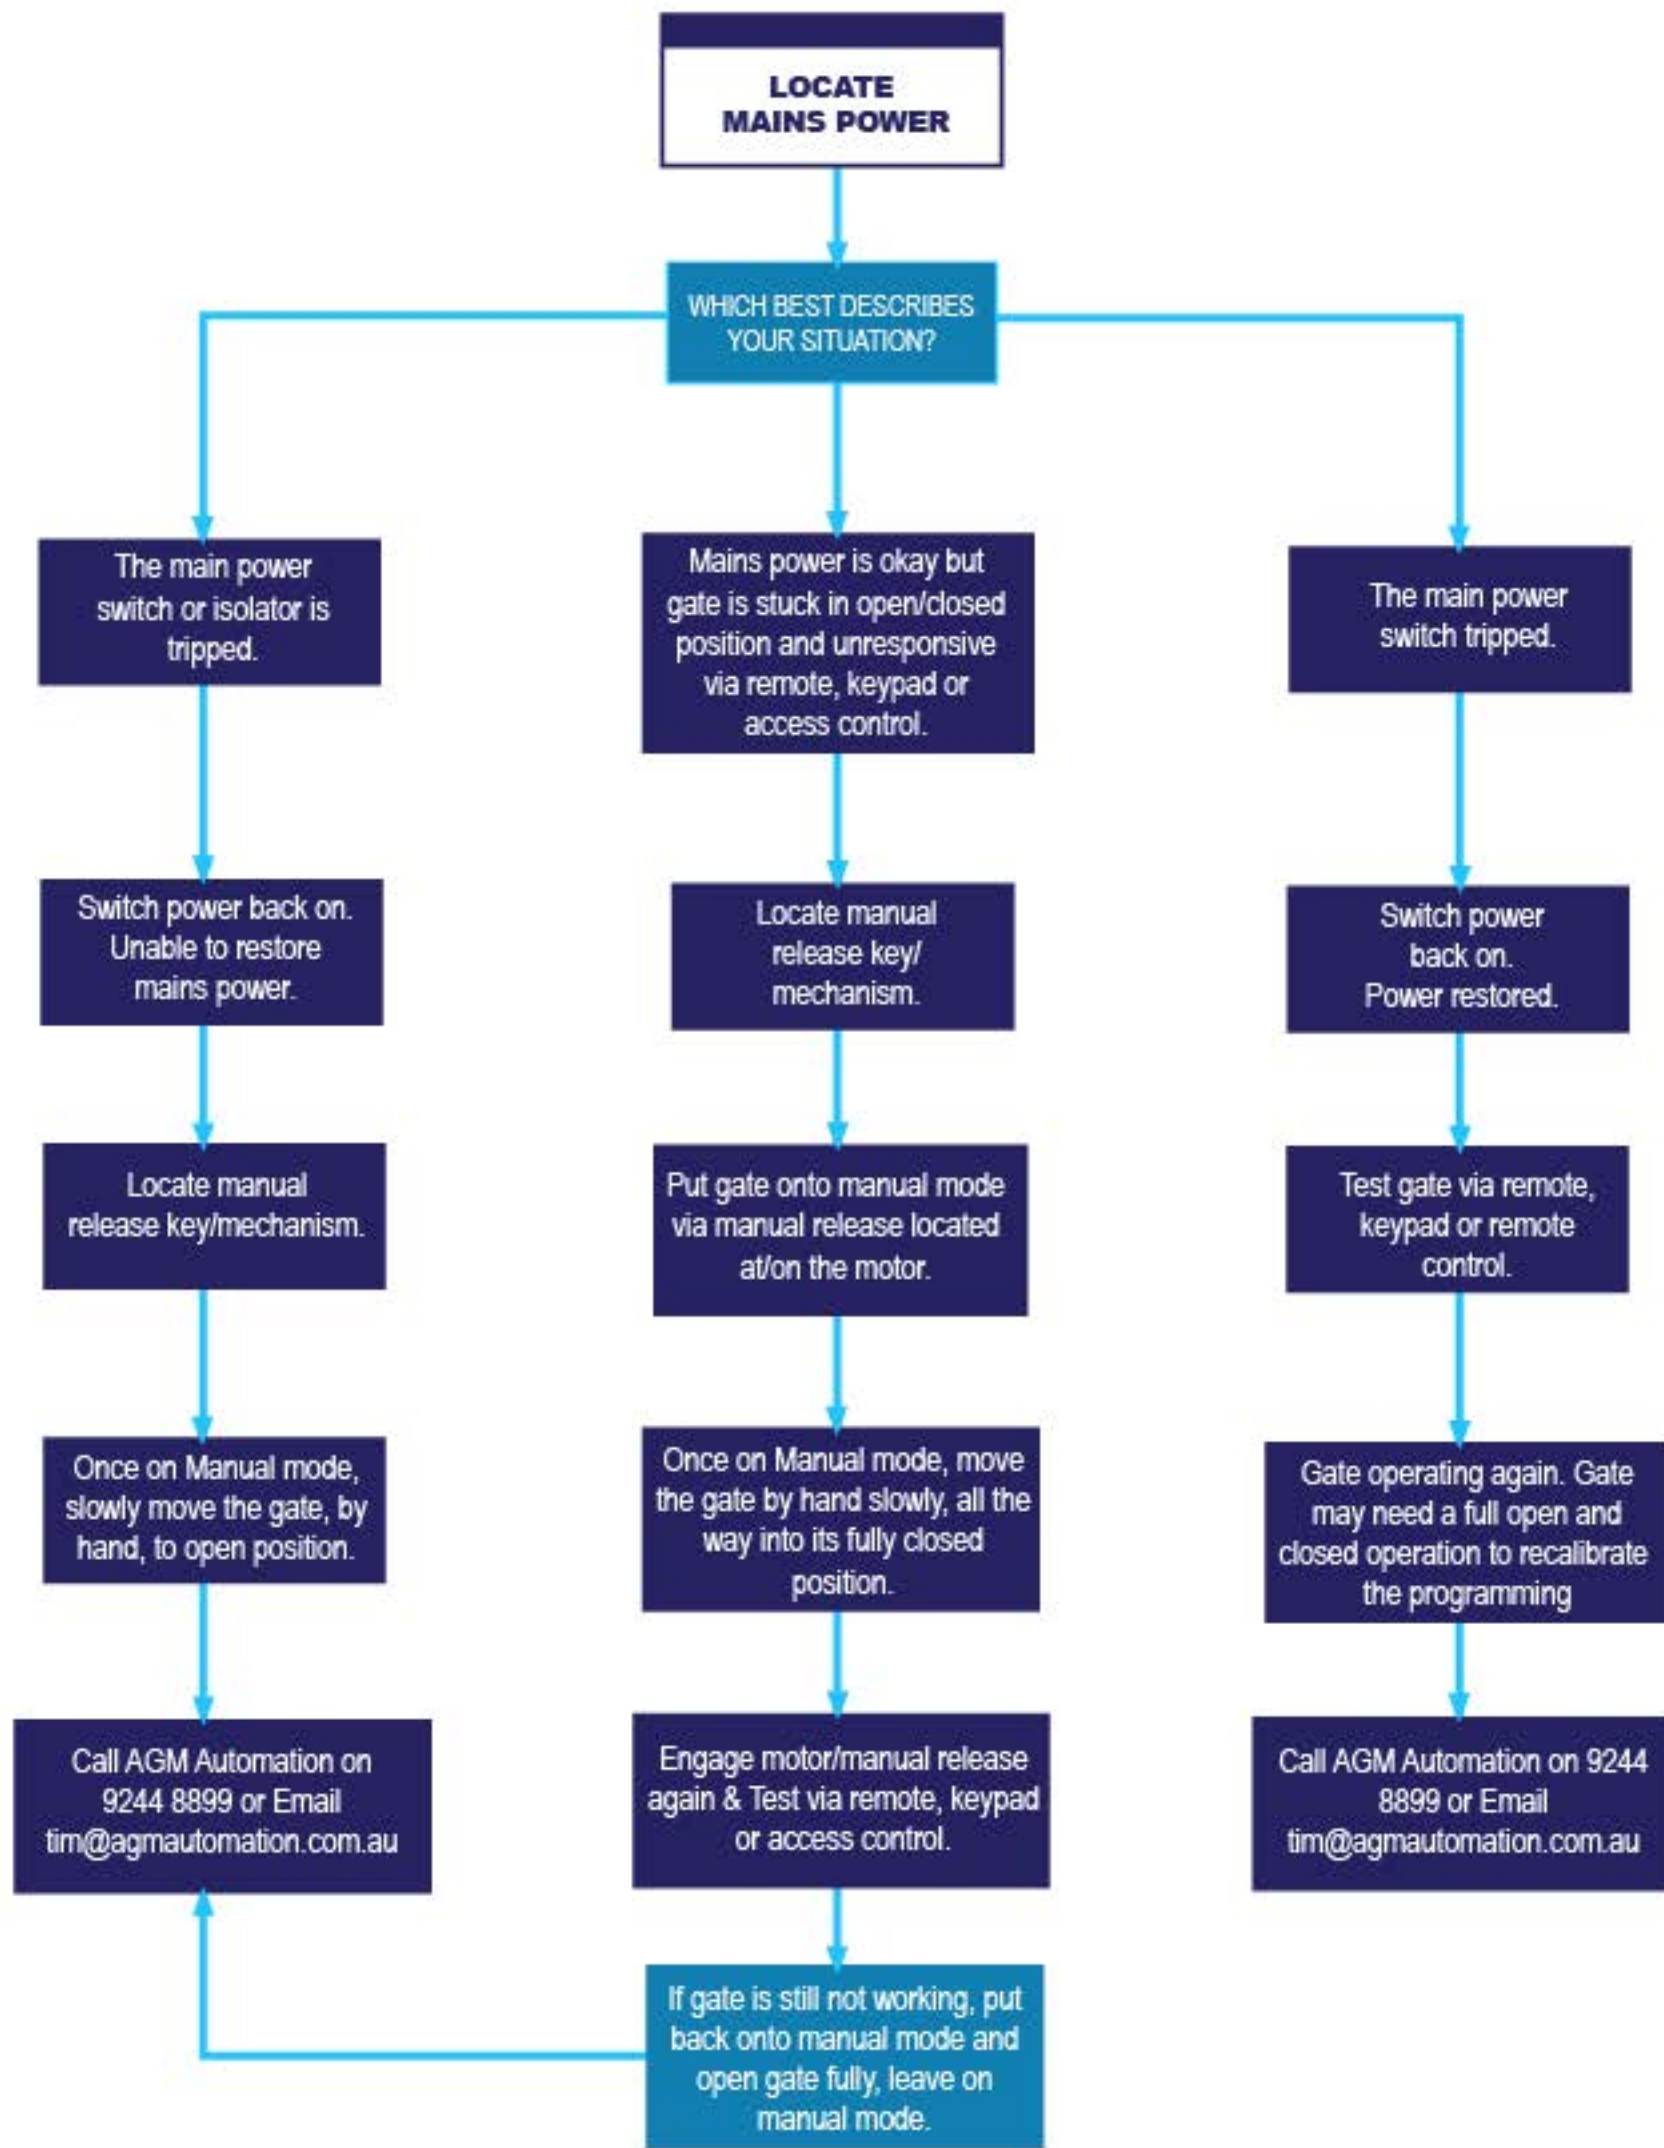 LOCATE
MAINS POWER
WHICH BEST DESCRIBES
YOUR SITUATION?
The main power
switch or isolator is
tripped.
Switch power back on.
Unable to restore
mains power.
Locate manual
release key/mechanism.
Once on Manual mode,
slowly move the gate, by
hand, to open position.
Call AGM Automation on
9244 8899 or Email
tim@agmautomation.com.au
Mains power is okay but
gate is stuck in open/closed
position and unresponsive
via remote, keypad or
access control.
Locate manual
release key/
mechanism.
Put gate onto manual mode
via manual release located
at/on the motor.
Once on Manual mode, move
the gate by hand slowly, all the
way into its fully closed
position.
Engage motor/manual release
again & Test via remote, keypad
or access control.
If gate is still not working, put
back onto manual mode and
open gate fully, leave on
manual mode.
The main power
switch tripped.
Switch power
back on.
Power restored.
Test gate via remote,
keypad or remote
control.
Gate operating again. Gate
may need a full open and
closed operation to recalibrate
the programming
Call AGM Automation on 9244
8899 or Email
tim@agmautomation.com.au